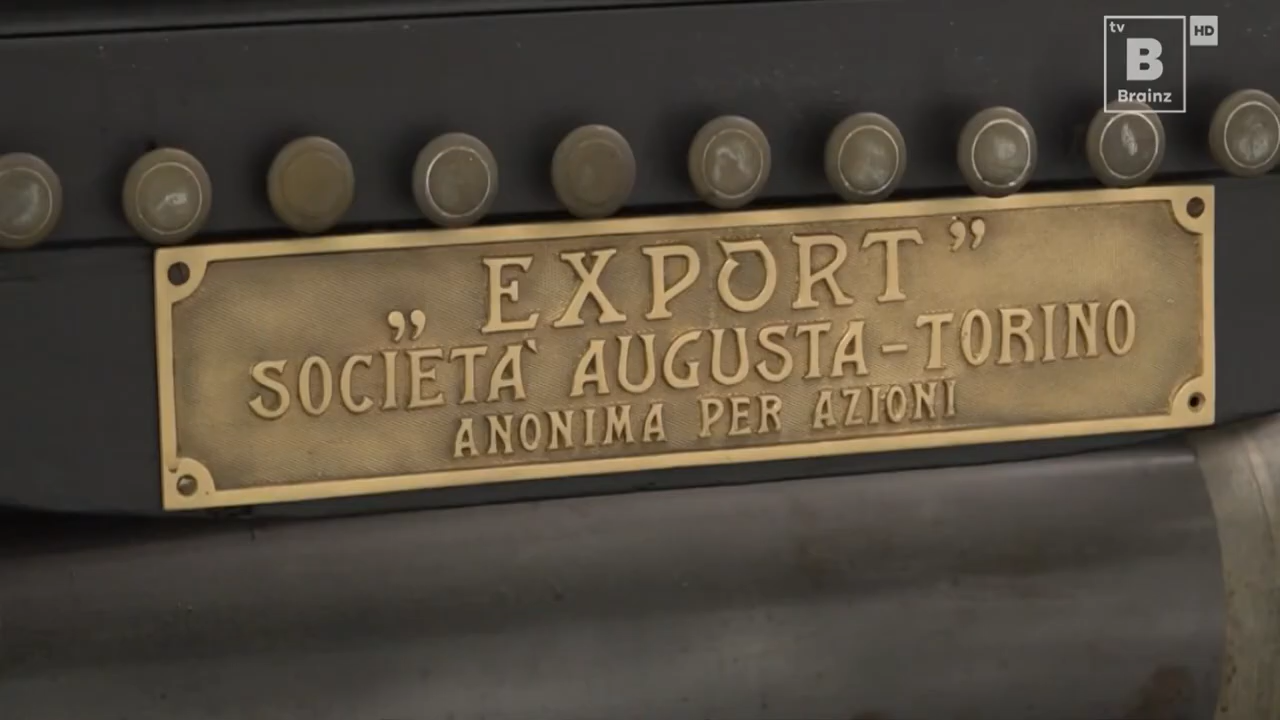 tv
B
Brainz
HD
„EXPORT”
SOCIETA` AUGUSTA-TORINO
ANONIMA PER AZIONI